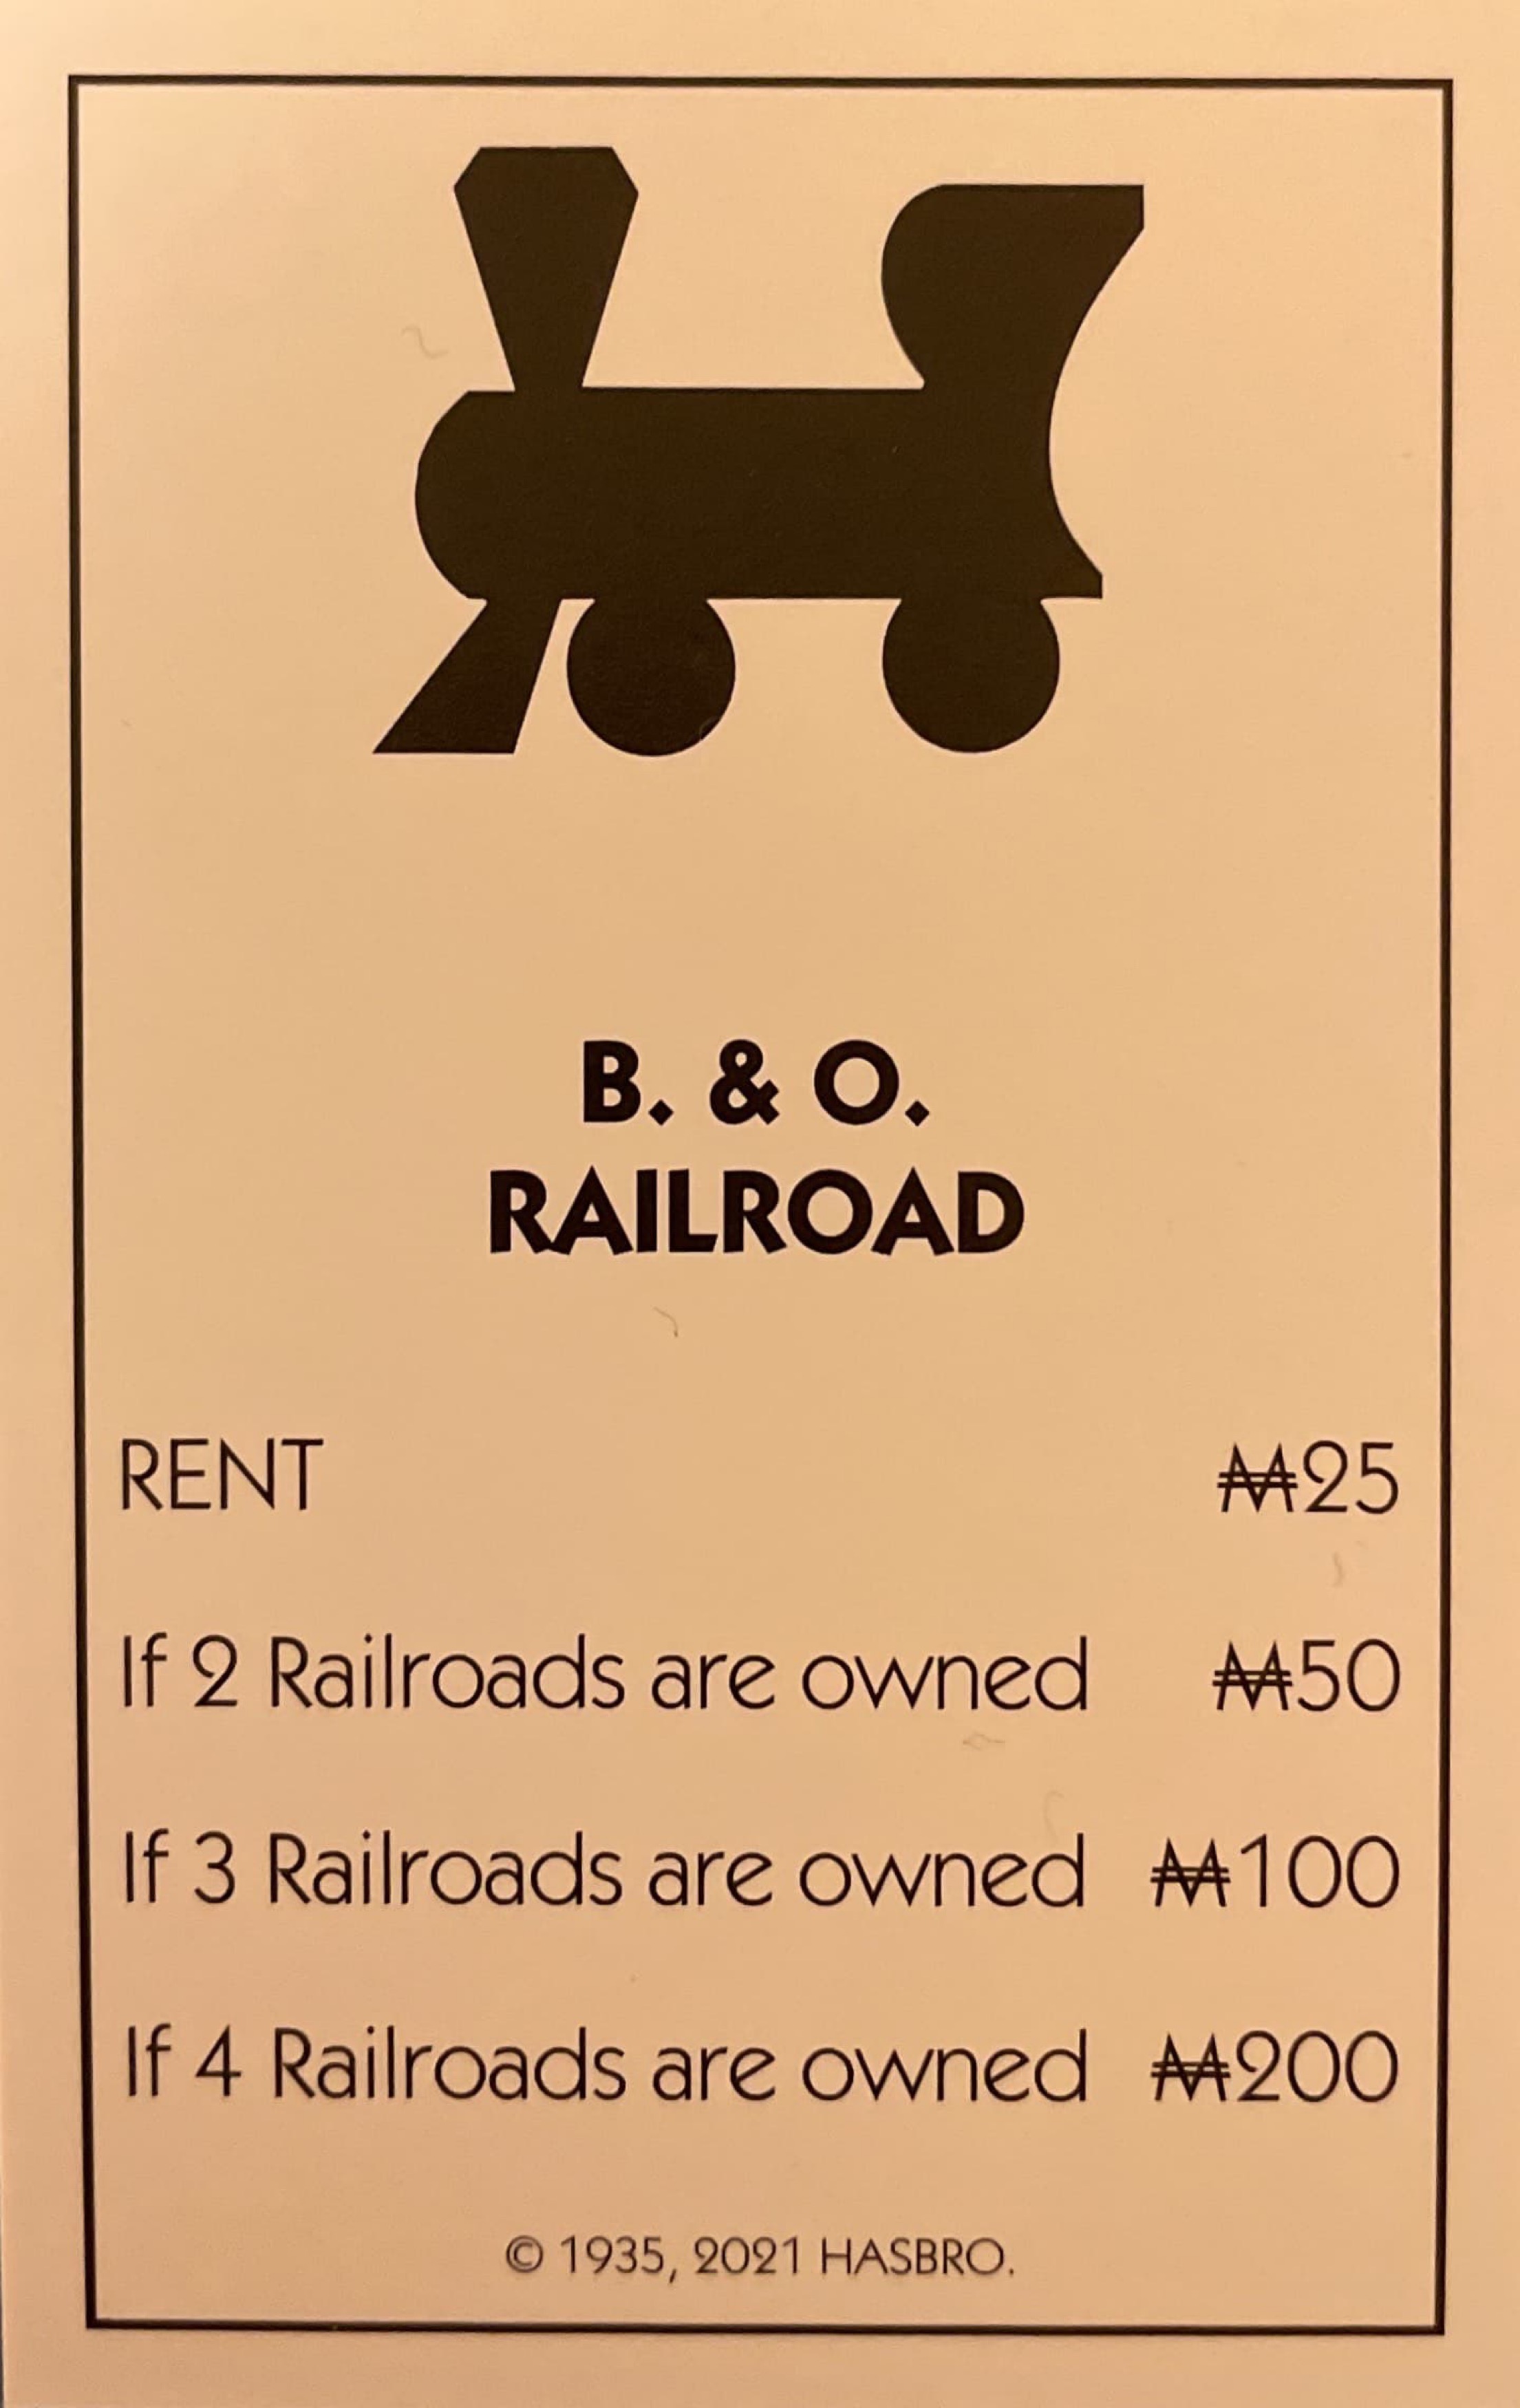 B. & O.
RAILROAD
RENT ₩25
If 2 Railroads are owned ₩50
If 3 Railroads are owned ₩100
If 4 Railroads are owned ₩200
© 1935, 2021 HASBRO.